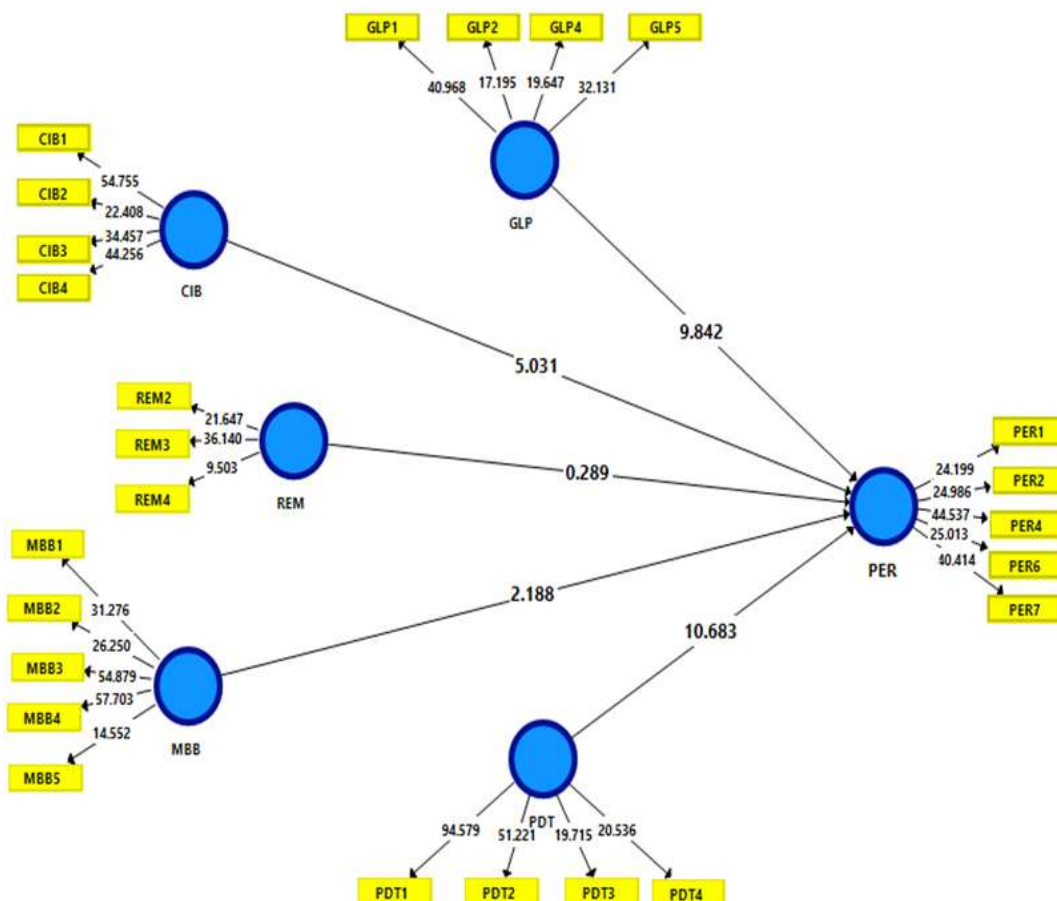 GLP1 GLP2 GLP4 GLP5
40.968 17.195 19.647 32.131
GLP
CIB1
CIB2
CIB3
CIB4
54.755
22.408
34.457
44.256
CIB
9.842
5.031
REM2
REM3
REM4
21.647
36.140
9.503
REM
0.289
PER1
PER2
PER4
PER6
PER7
24.199
24.986
44.537
25.013
40.414
PER
MBB1
MBB2
MBB3
MBB4
MBB5
31.276
26.250
54.879
57.703
14.552
MBB
2.188
10.683
PDT
94.579 51.221 19.715 20.536
PDT1 PDT2 PDT3 PDT4